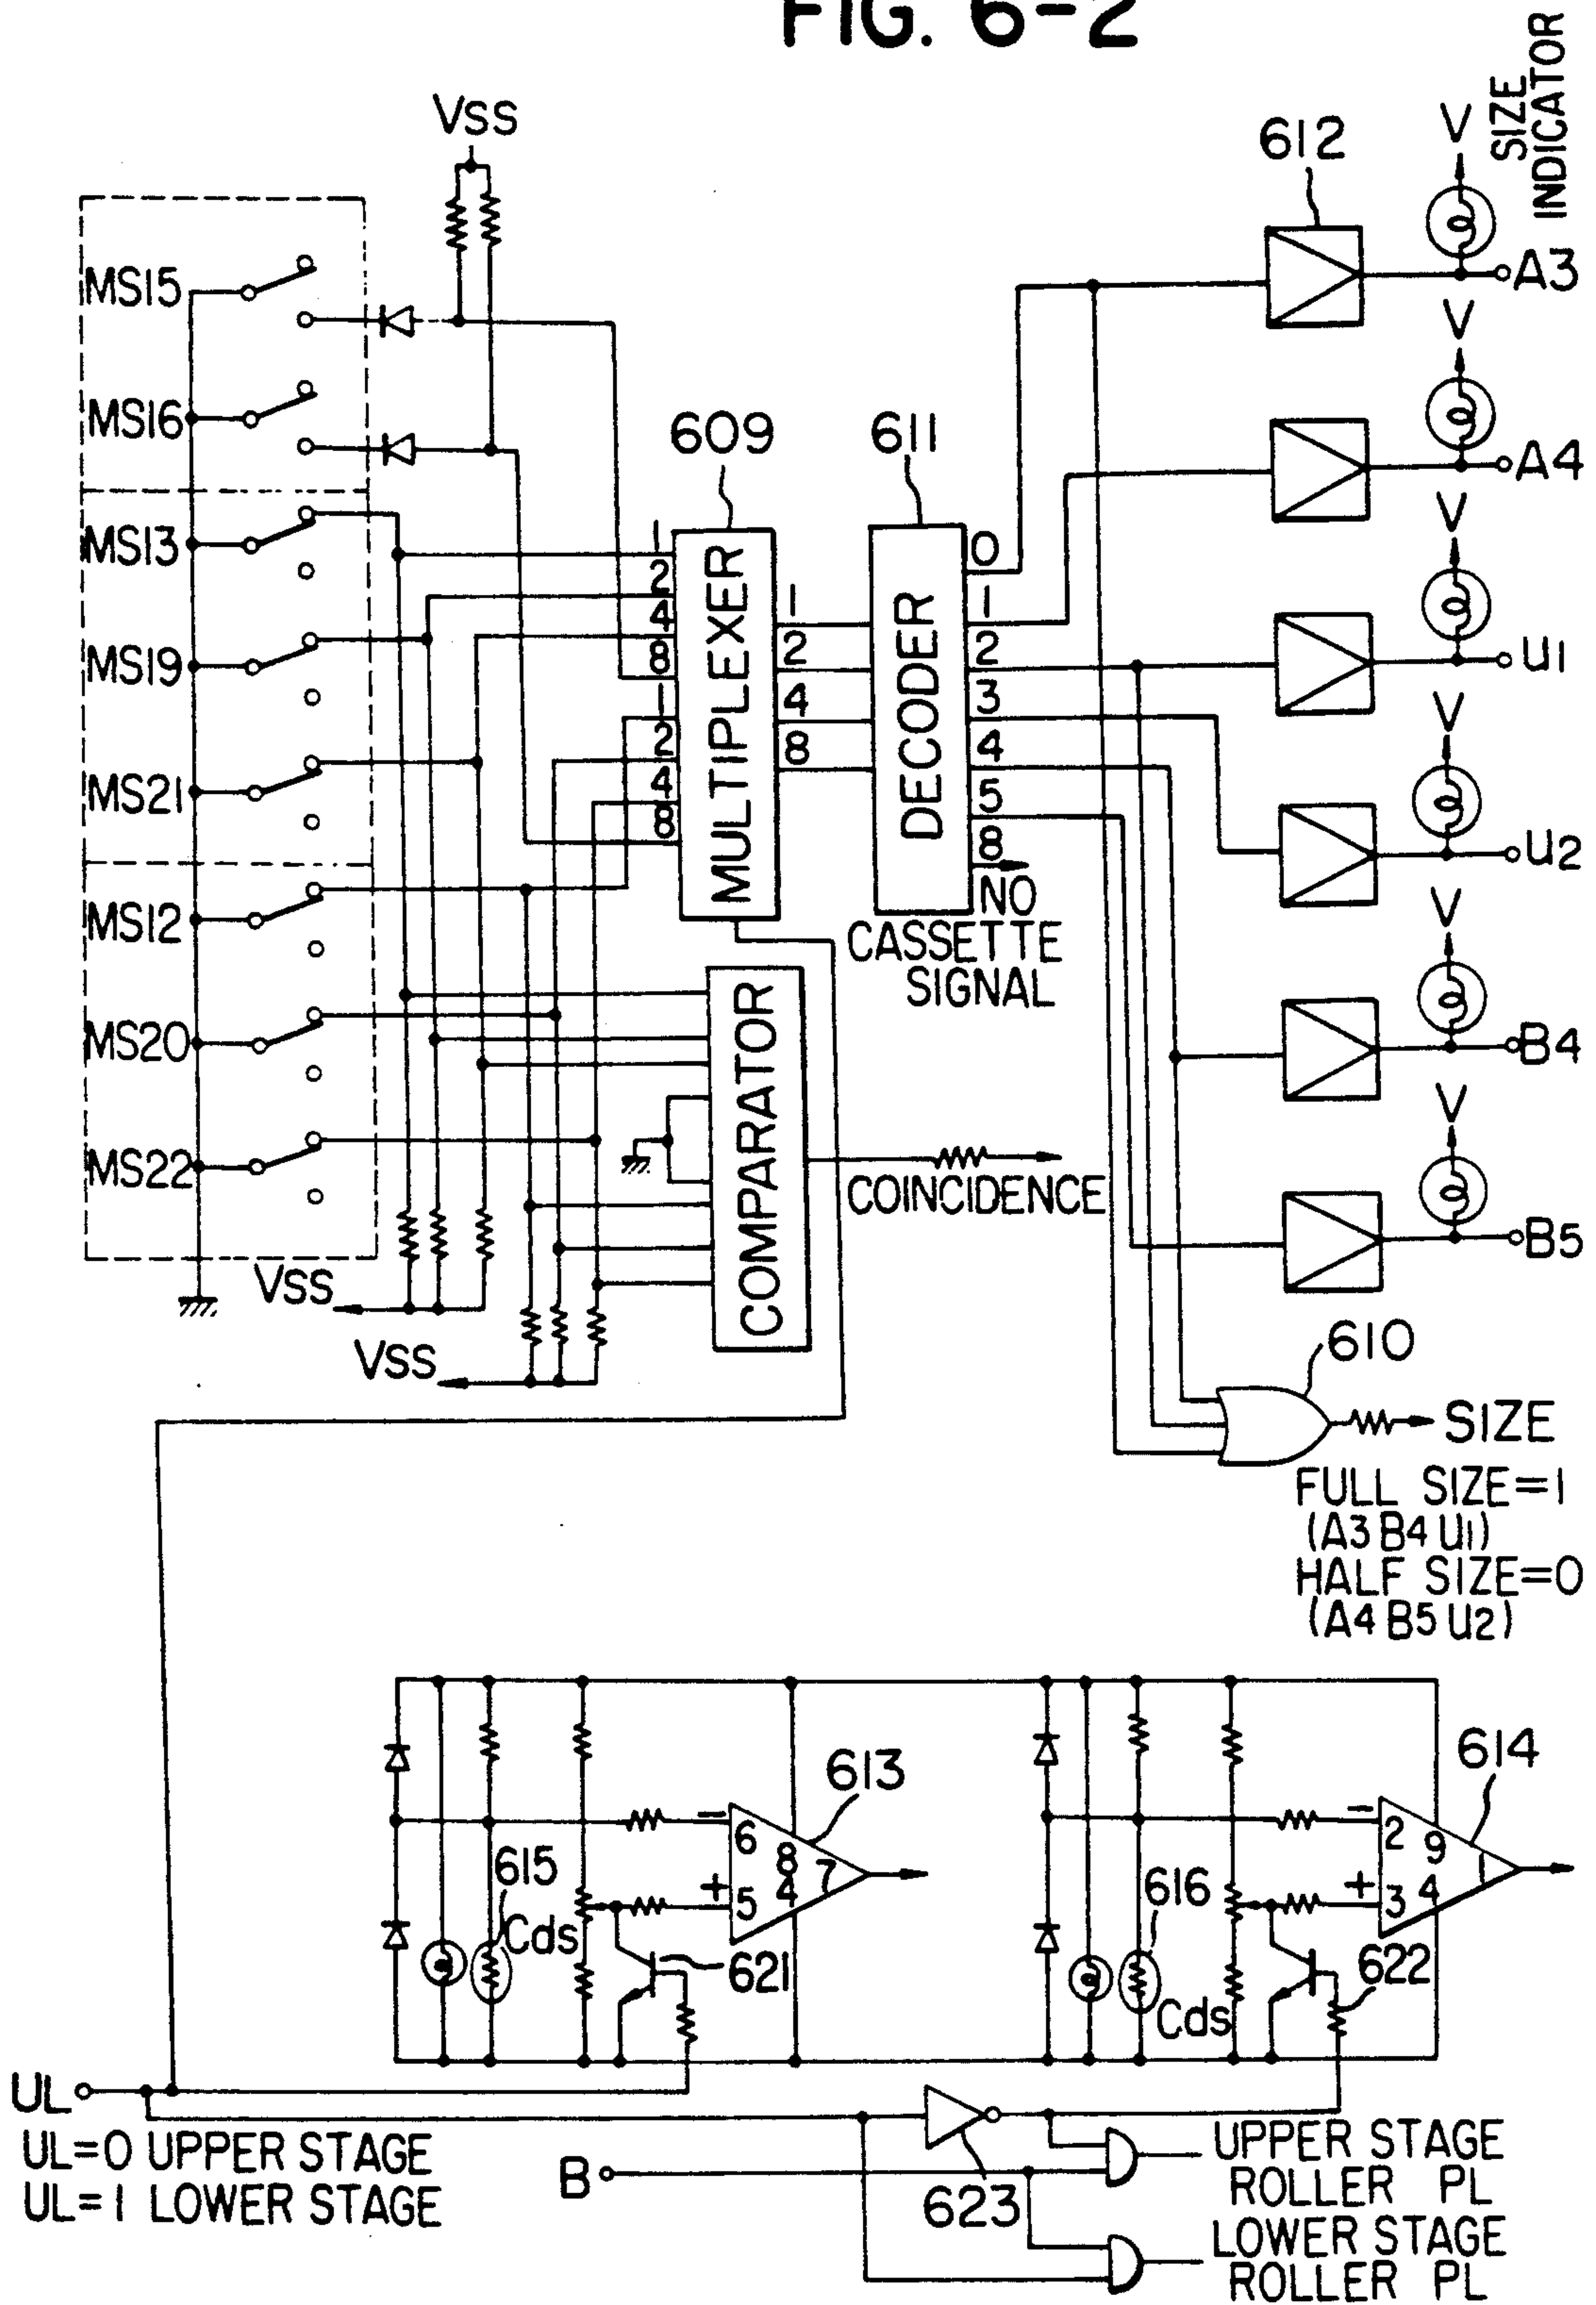 FIG. 6-2
SIZE
INDICATOR
VSS
612
V
MS15
A3
V
MS16
609
611
A4
V
MS13
1
2
4
8
1
2
4
8
MULTIPLEXER
1
2
4
8
DECODER
0
1
2
3
4
5
8
NO
CASSETTE
SIGNAL
MS19
U1
V
MS21
U2
V
MS12
MS20
COMPARATOR
B4
V
MS22
COINCIDENCE
B5
VSS
VSS
610
SIZE
FULL SIZE=1
(A3 B4 U1)
HALF SIZE=0
(A4 B5 U2)
613
614
-
6
8
7
+
5
4
615
Cds
621
-
2
9
1
+
3
4
616
Cds
622
UL
UL=0 UPPER STAGE
UL=1 LOWER STAGE
B
623
UPPER STAGE
ROLLER PL
LOWER STAGE
ROLLER PL